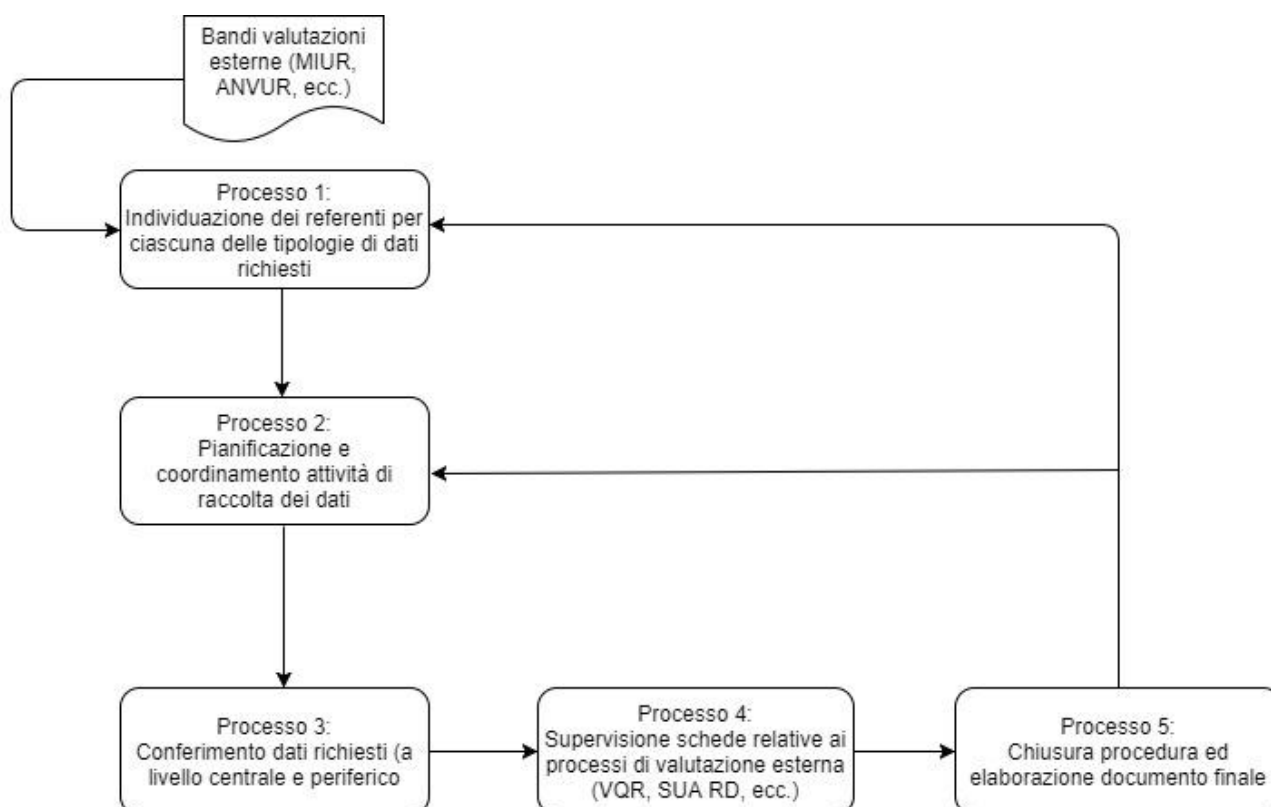 Bandi valutazioni
esterne (MIUR,
ANVUR, ecc.)
Processo 1:
Individuazione dei referenti per
ciascuna delle tipologie di dati
richiesti
Processo 2:
Pianificazione e
coordinamento attività di
raccolta dei dati
Processo 3:
Conferimento dati richiesti (a
livello centrale e periferico
Processo 4:
Supervisione schede relative ai
processi di valutazione esterna
(VQR, SUA RD, ecc.)
Processo 5:
Chiusura procedura ed
elaborazione documento finale